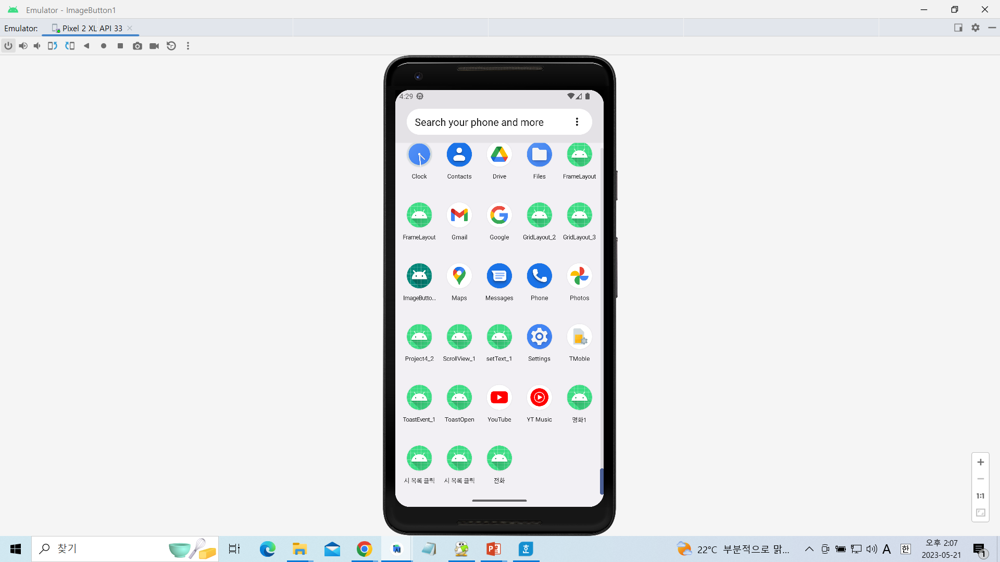 Emulator - ImageButton1
Emulator:
Pixel 2 XL API 33
4:29
Search your phone and more
Clock
Contacts
Drive
Files
FrameLayout
FrameLayout
Gmail
Google
GridLayout_2
GridLayout_3
ImageButto...
Maps
Messages
Phone
Photos
Project4_2
ScrollView_1
setText_1
Settings
TMoble
ToastEvent_1
ToastOpen
YouTube
YT Music
명화1
시 목록 클릭
시 목록 클릭
전화
1:1
찾기
22°C 부분적으로 맑...
A
한
오후 2:07
2023-05-21
1